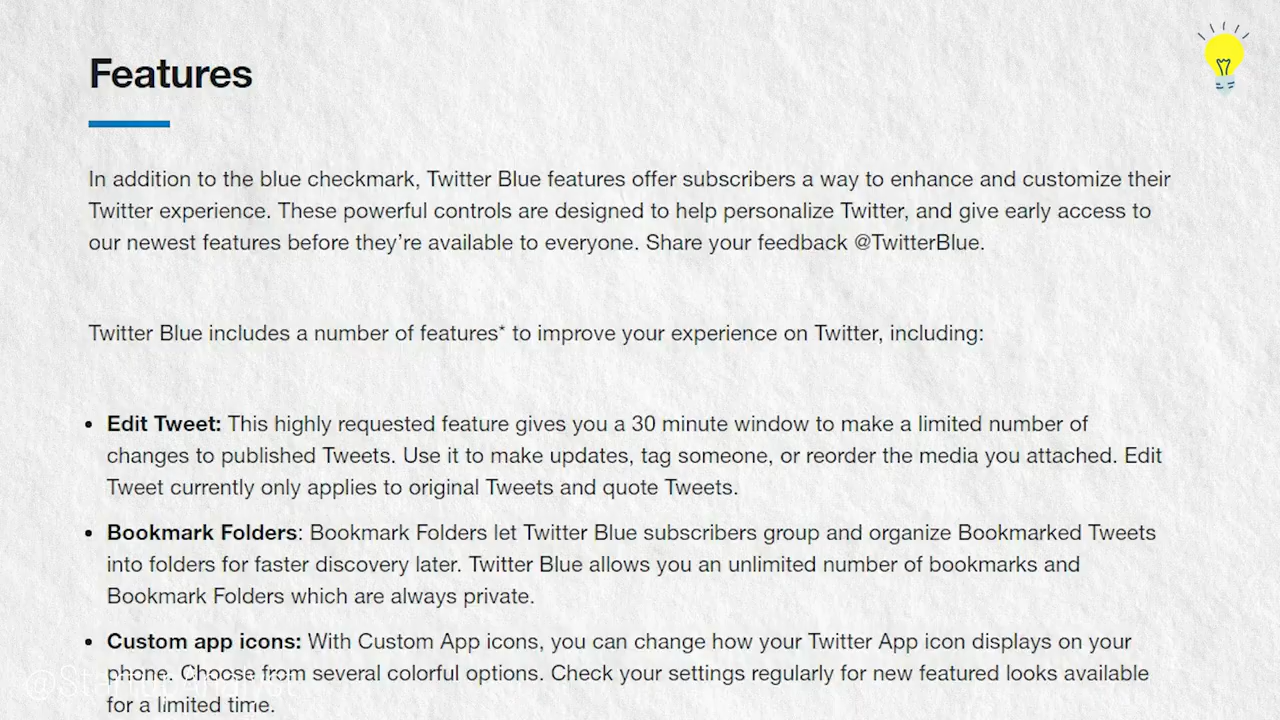 Features
In addition to the blue checkmark, Twitter Blue features offer subscribers a way to enhance and customize their
Twitter experience. These powerful controls are designed to help personalize Twitter, and give early access to
our newest features before they’re available to everyone. Share your feedback @TwitterBlue.
Twitter Blue includes a number of features* to improve your experience on Twitter, including:
• Edit Tweet: This highly requested feature gives you a 30 minute window to make a limited number of
changes to published Tweets. Use it to make updates, tag someone, or reorder the media you attached. Edit
Tweet currently only applies to original Tweets and quote Tweets.
• Bookmark Folders: Bookmark Folders let Twitter Blue subscribers group and organize Bookmarked Tweets
into folders for faster discovery later. Twitter Blue allows you an unlimited number of bookmarks and
Bookmark Folders which are always private.
• Custom app icons: With Custom App icons, you can change how your Twitter App icon displays on your
phone. Choose from several colorful options. Check your settings regularly for new featured looks available
for a limited time.